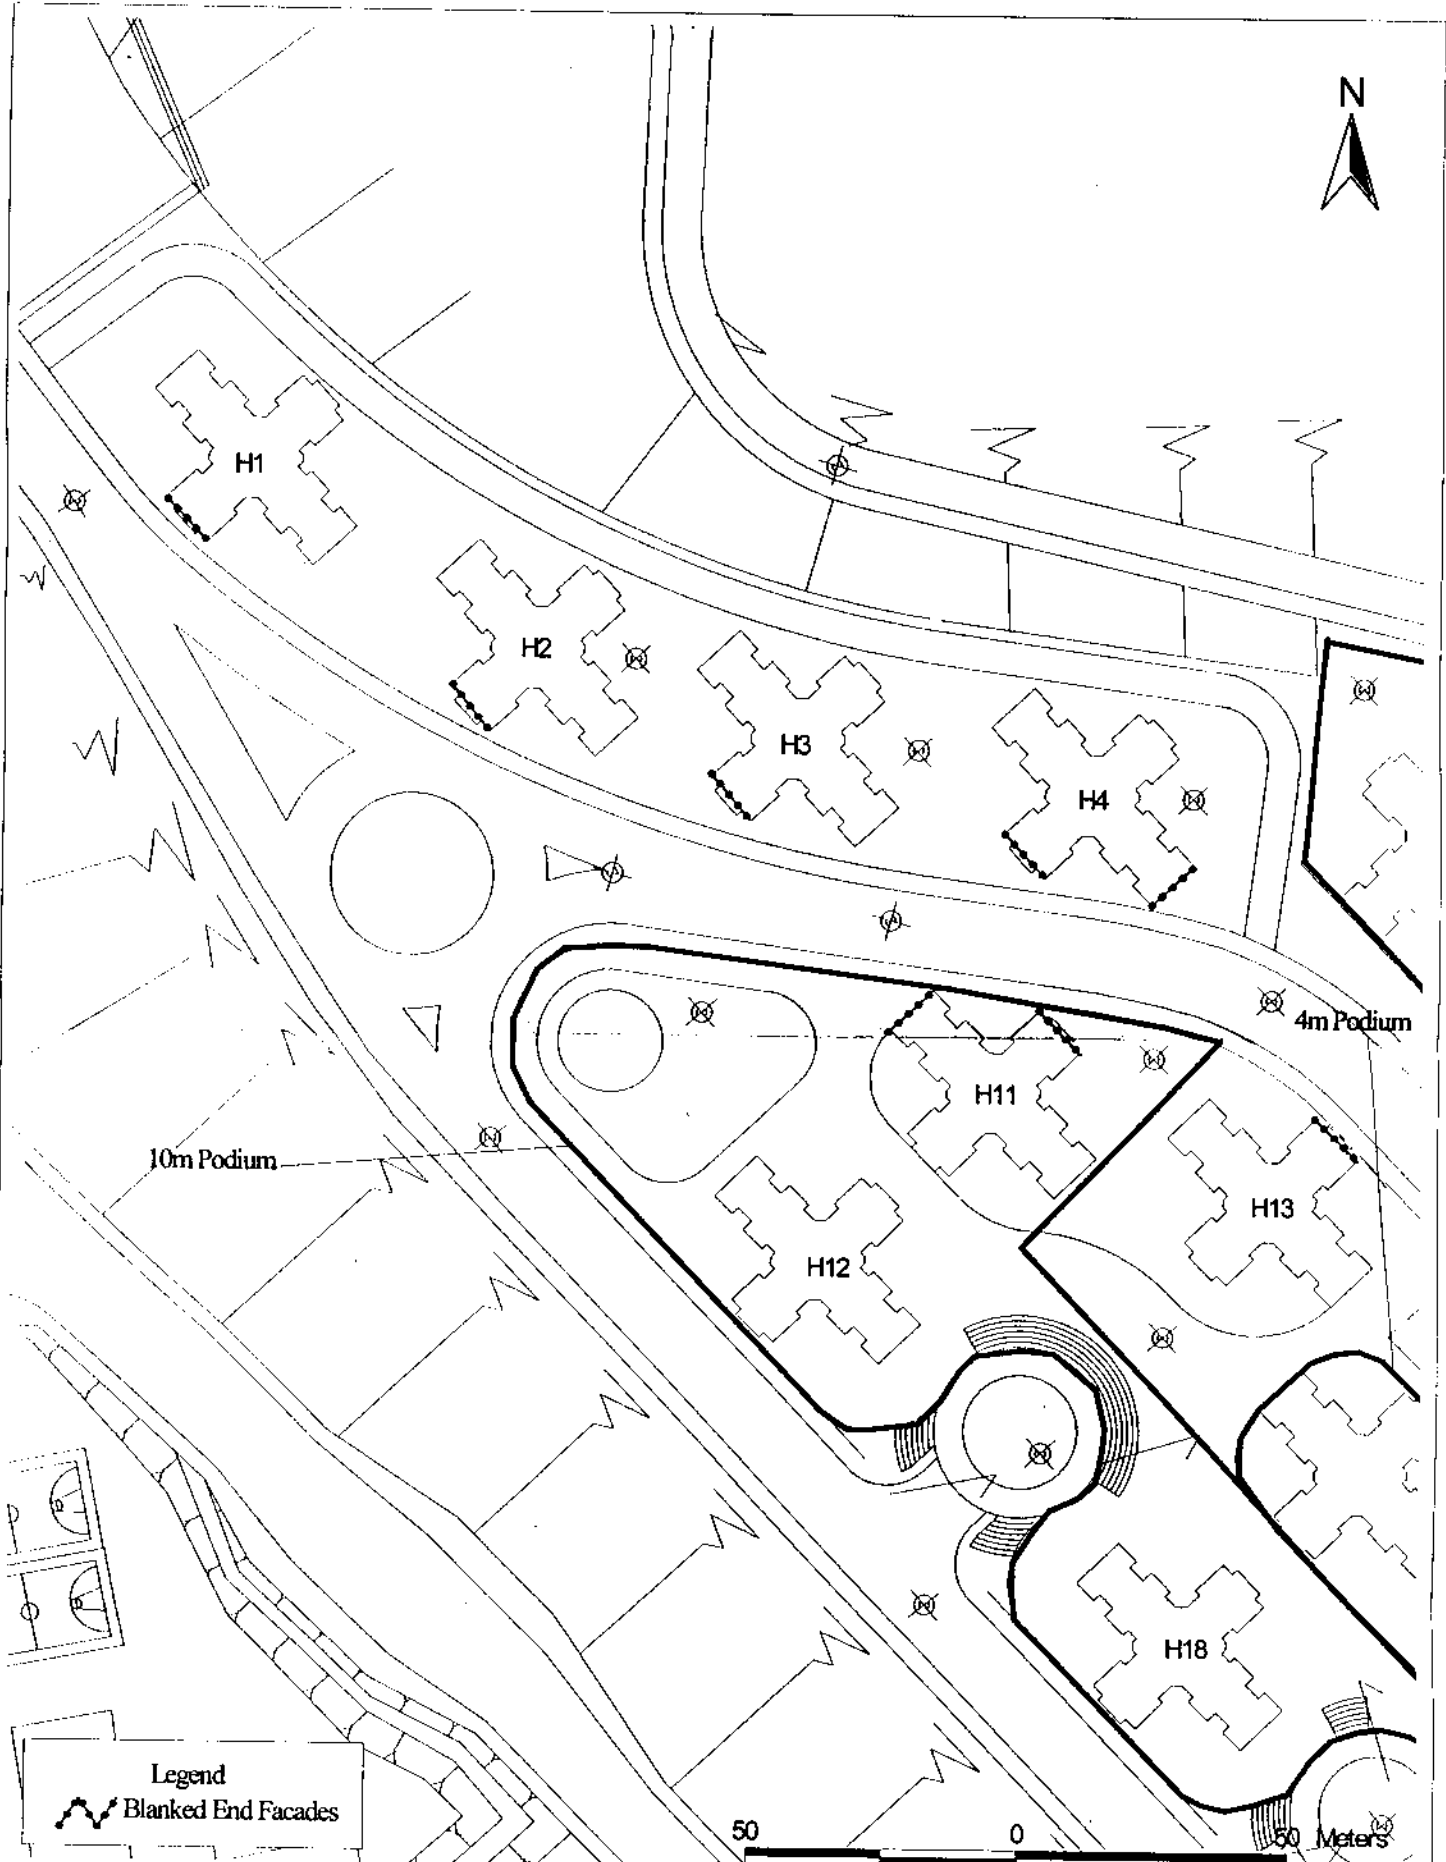 N
H1
H2
H3
H4
4m Podium
H11
10m Podium
H13
H12
H18
Legend
Blanked End Facades
50 0 50 Meters